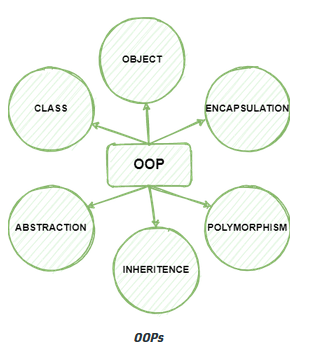 OBJECT
CLASS
ENCAPSULATION
OOP
ABSTRACTION
POLYMORPHISM
INHERITENCE
OOPs